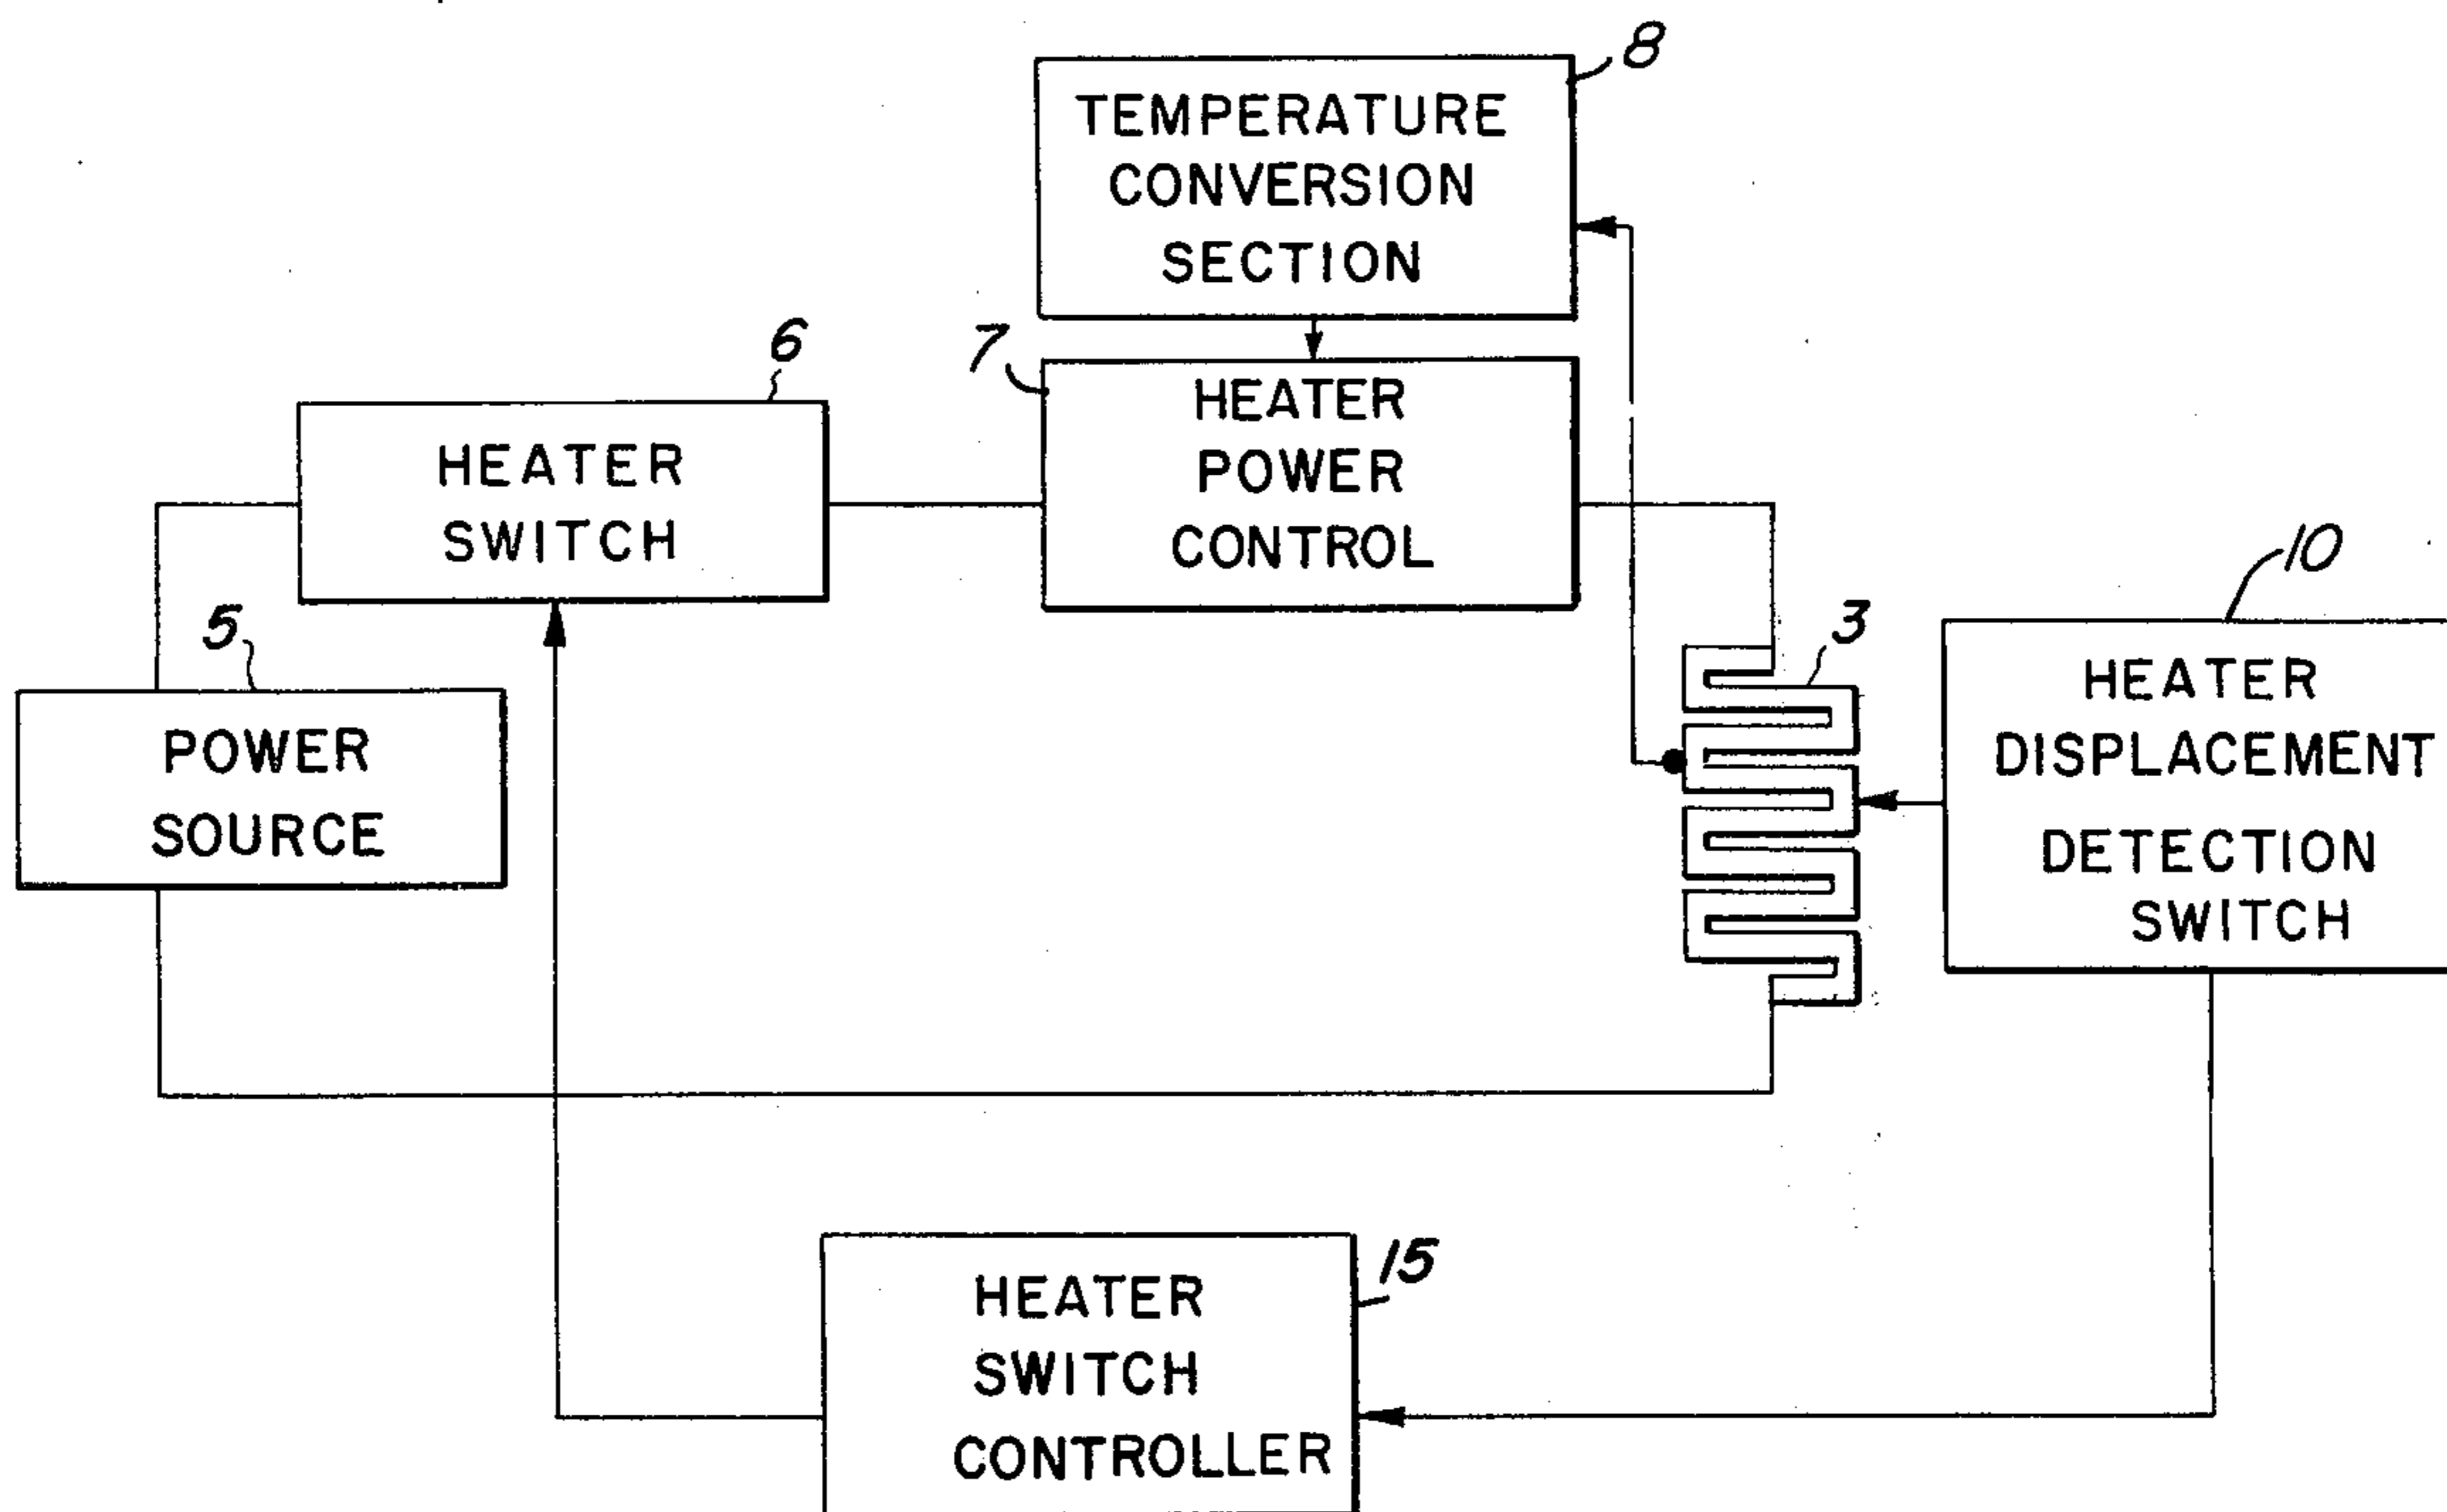 8
TEMPERATURE
CONVERSION
SECTION
6
7
HEATER
POWER
CONTROL
HEATER
SWITCH
10
5
3
POWER
SOURCE
HEATER
DISPLACEMENT
DETECTION
SWITCH
15
HEATER
SWITCH
CONTROLLER